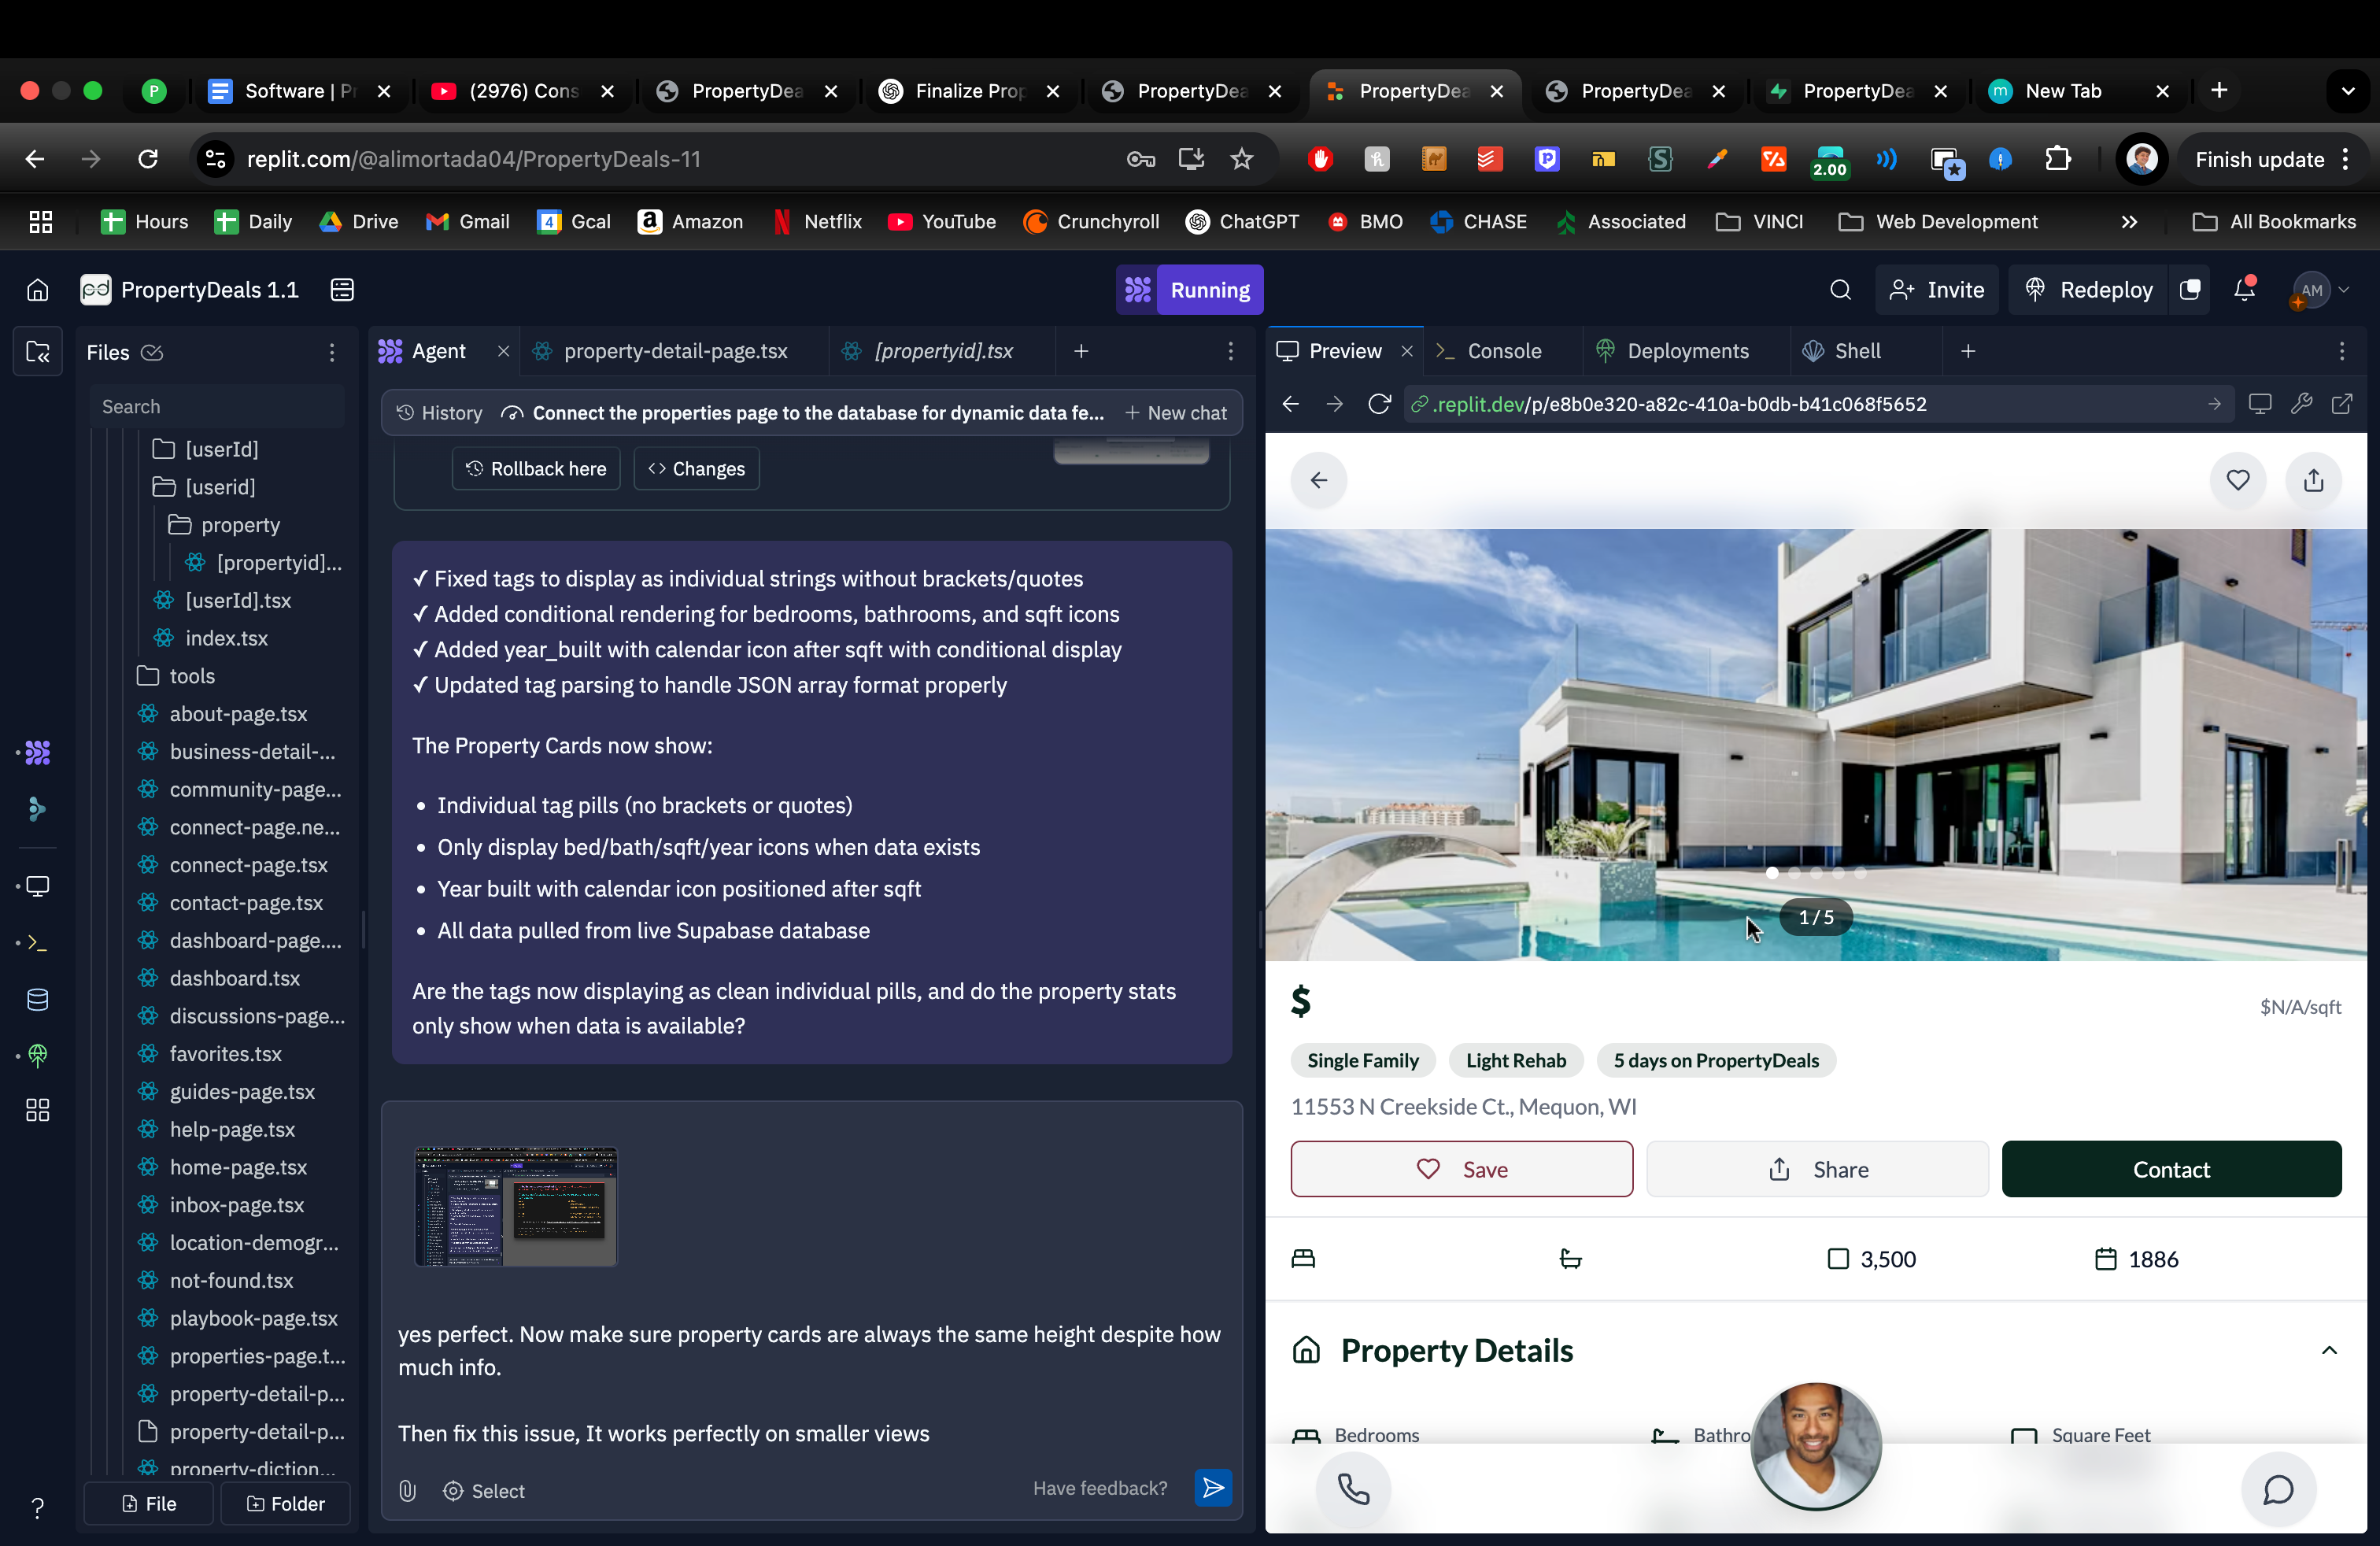 P
Software | Pr
(2976) Cons
PropertyDea
Finalize Prop
PropertyDea
PropertyDea
PropertyDea
PropertyDea
New Tab
replit.com/@alimortada04/PropertyDeals-11
2.00
Finish update
Hours
Daily
Drive
Gmail
Gcal
Amazon
Netflix
YouTube
Crunchyroll
ChatGPT
BMO
CHASE
Associated
VINCI
Web Development
All Bookmarks
pd
PropertyDeals 1.1
Running
Invite
Redeploy
AM
Files
Search
[userId]
[userid]
property
[propertyid]...
[userId].tsx
index.tsx
tools
about-page.tsx
business-detail-...
community-page...
connect-page.ne...
connect-page.tsx
contact-page.tsx
dashboard-page....
dashboard.tsx
discussions-page...
favorites.tsx
guides-page.tsx
help-page.tsx
home-page.tsx
inbox-page.tsx
location-demogr...
not-found.tsx
playbook-page.tsx
properties-page.t...
property-detail-p...
property-detail-p...
property-diction...
File
Folder
Agent
property-detail-page.tsx
[propertyid].tsx
History
Connect the properties page to the database for dynamic data fe...
New chat
Rollback here
Changes
✓ Fixed tags to display as individual strings without brackets/quotes
✓ Added conditional rendering for bedrooms, bathrooms, and sqft icons
✓ Added year_built with calendar icon after sqft with conditional display
✓ Updated tag parsing to handle JSON array format properly
The Property Cards now show:
• Individual tag pills (no brackets or quotes)
• Only display bed/bath/sqft/year icons when data exists
• Year built with calendar icon positioned after sqft
• All data pulled from live Supabase database
Are the tags now displaying as clean individual pills, and do the property stats
only show when data is available?
yes perfect. Now make sure property cards are always the same height despite how
much info.
Then fix this issue, It works perfectly on smaller views
Select
Have feedback?
Preview
Console
Deployments
Shell
.replit.dev/p/e8b0e320-a82c-410a-b0db-b41c068f5652
1 / 5
$
$N/A/sqft
Single Family
Light Rehab
5 days on PropertyDeals
11553 N Creekside Ct., Mequon, WI
Save
Share
Contact
3,500
1886
Property Details
Bedrooms
Bathro
Square Feet